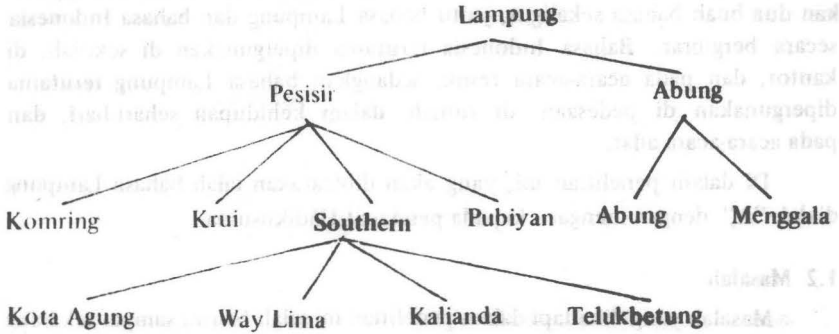 Lampung
Pesisir Abung
Komring Krui Southern Pubiyan Abung Menggala
Kota Agung Way Lima Kalianda Telukbetung